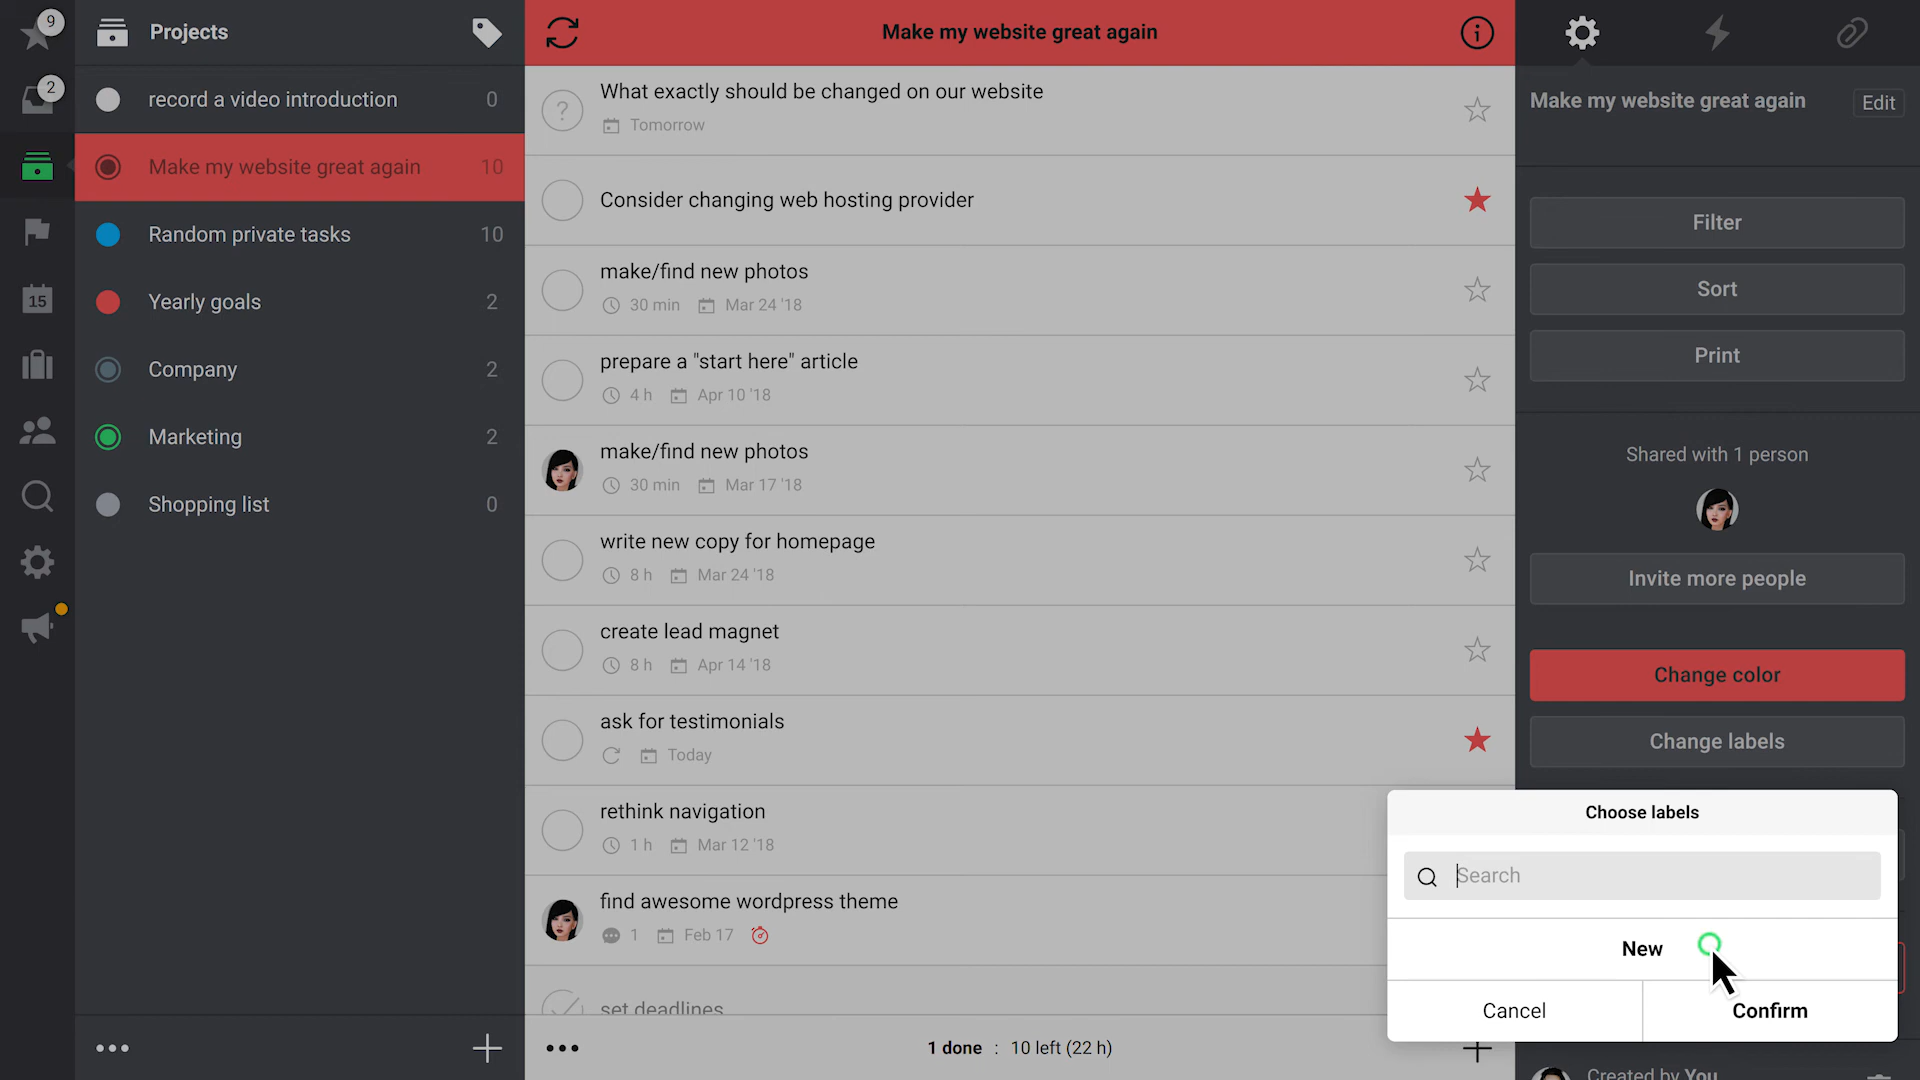 9
2
15
Projects
record a video introduction 0
Make my website great again 10
Random private tasks 10
Yearly goals 2
Company 2
Marketing 2
Shopping list 0
Make my website great again
What exactly should be changed on our website
Tomorrow
Consider changing web hosting provider
make/find new photos
30 min Mar 24 '18
prepare a "start here" article
4 h Apr 10 '18
make/find new photos
30 min Mar 17 '18
write new copy for homepage
8 h Mar 24 '18
create lead magnet
8 h Apr 14 '18
ask for testimonials
Today
rethink navigation
1 h Mar 12 '18
find awesome wordpress theme
1 Feb 17
set deadlines
1 done : 10 left (22 h)
Make my website great again Edit
Filter
Sort
Print
Shared with 1 person
Invite more people
Change color
Change labels
Choose labels
Search
New
Cancel Confirm
Created by You